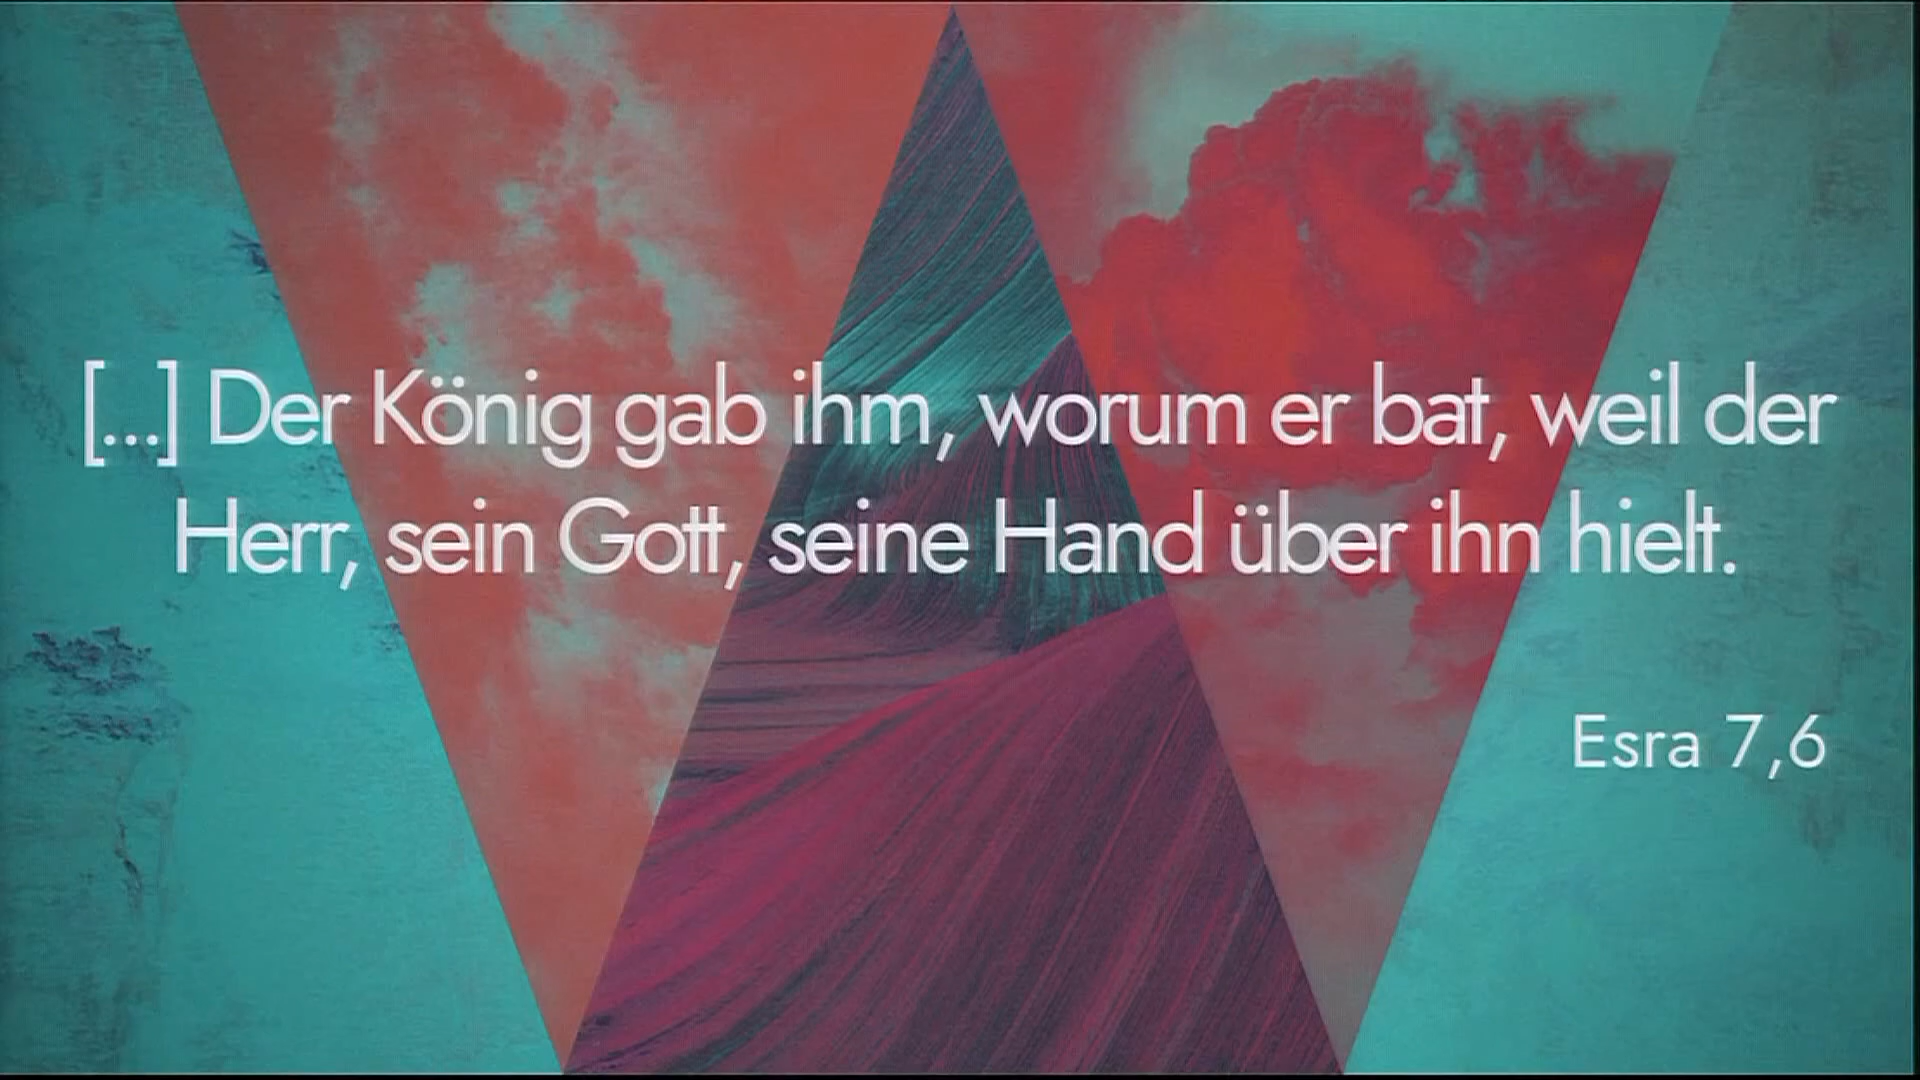 [...] Der König gab ihm, worum er bat, weil der
Herr, sein Gott, seine Hand über ihn hielt.
Esra 7,6